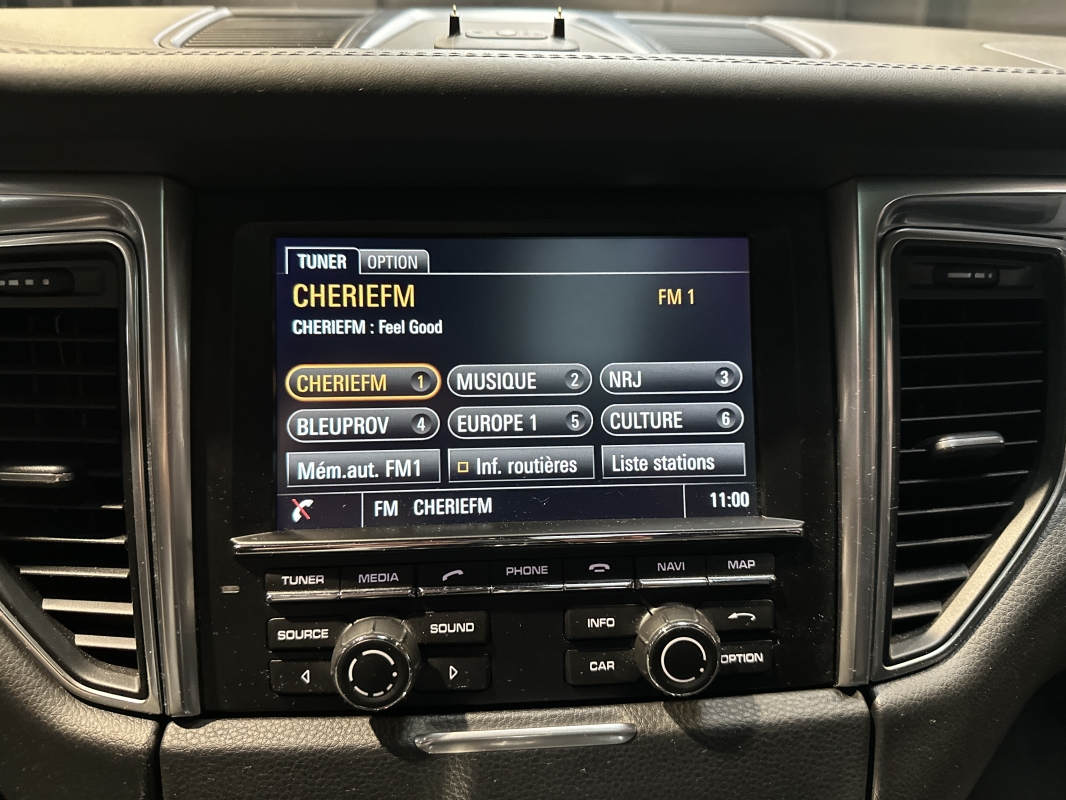 TUNER OPTION
CHERIEFM FM 1
CHERIEFM : Feel Good
CHERIEFM 1 MUSIQUE 2 NRJ 3
BLEUPROV 4 EUROPE 1 5 CULTURE 6
Mém.aut. FM1 Inf. routières Liste stations
FM CHERIEFM 11:00
TUNER MEDIA PHONE NAVI MAP
SOURCE SOUND INFO
CAR OPTION